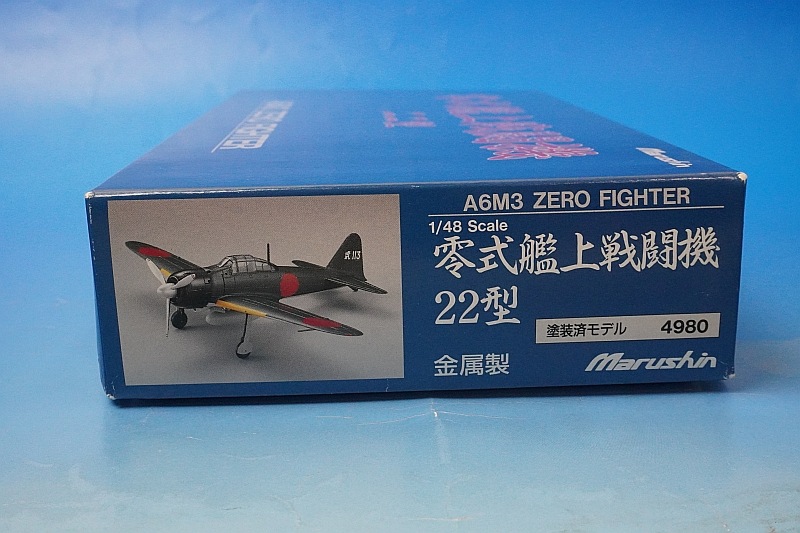 A6M3 ZERO FIGHTER
1/48 Scale
零式艦上戦闘機
22型
塗装済モデル 4980
金属製 Marushin
Marushin